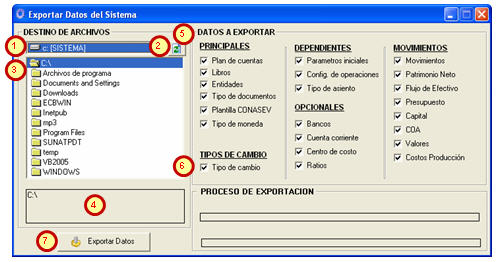 Exportar Datos del Sistema
DESTINO DE ARCHIVOS
1
c: [SISTEMA]
2
3
C:\
Archivos de programa
Documents and Settings
Downloads
ECBWIN
Inetpub
mp3
Program Files
SUNATPDT
temp
VB2005
WINDOWS
C:\
4
7
Exportar Datos
5
DATOS A EXPORTAR
PRINCIPALES
Plan de cuentas
Libros
Entidades
Tipo de documentos
Plantilla CONASEV
Tipo de moneda
TIPOS DE CAMBIO
6
Tipo de cambio
DEPENDIENTES
Parametros iniciales
Config. de operaciones
Tipo de asiento
OPCIONALES
Bancos
Cuenta corriente
Centro de costo
Ratios
MOVIMIENTOS
Movimientos
Patrimonio Neto
Flujo de Efectivo
Presupuesto
Capital
COA
Valores
Costos Producción
PROCESO DE EXPORTACION